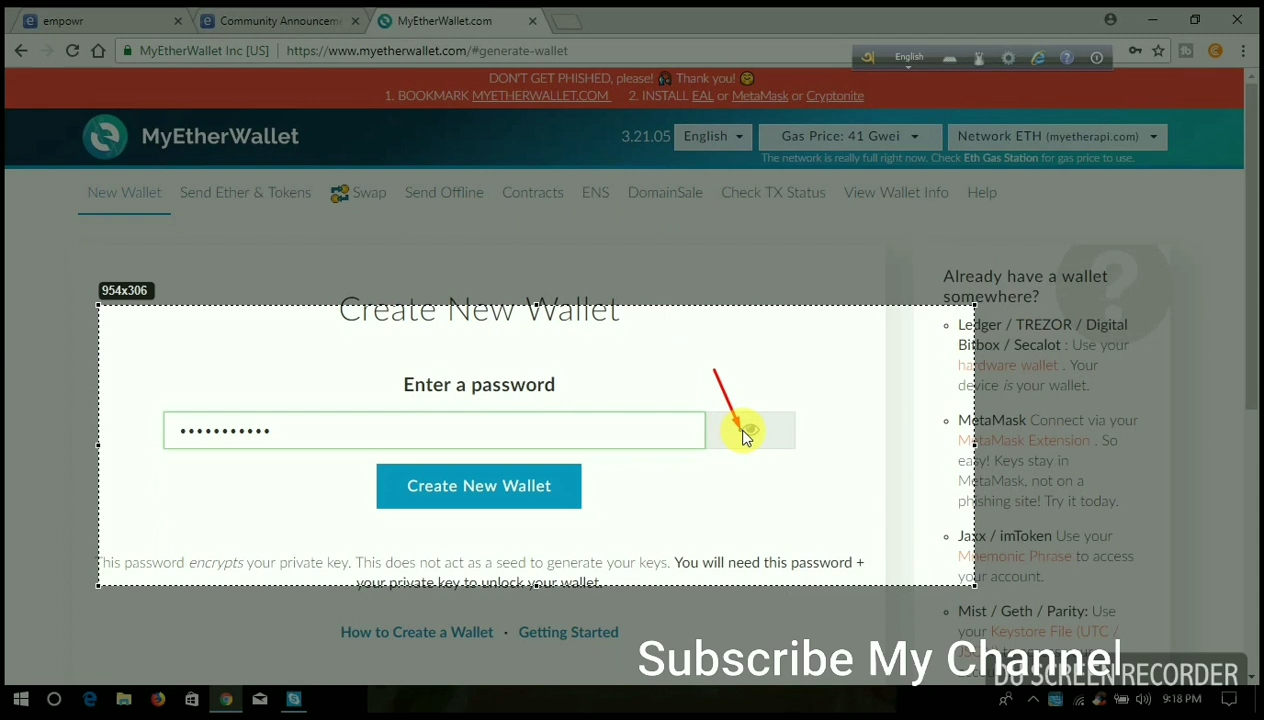 empowr
Community Announcem
MyEtherWallet.com
MyEtherWallet Inc [US]
https://www.myetherwallet.com/#generate-wallet
English
DON'T GET PHISHED, please! Thank you!
1. BOOKMARK MYETHERWALLET.COM 2. INSTALL EAL or MetaMask or Cryptonite
MyEtherWallet
3.21.05
English
Gas Price: 41 Gwei
Network ETH (myetherapi.com)
The network is really full right now. Check Eth Gas Station for gas price to use.
New Wallet
Send Ether & Tokens
Swap
Send Offline
Contracts
ENS
DomainSale
Check TX Status
View Wallet Info
Help
954x306
Create New Wallet
Enter a password
•••••••••••
Create New Wallet
This password encrypts your private key. This does not act as a seed to generate your keys. You will need this password +
your private key to unlock your wallet.
How to Create a Wallet · Getting Started
Already have a wallet
somewhere?
Ledger / TREZOR / Digital
Bitbox / Secalot : Use your
hardware wallet . Your
device is your wallet.
MetaMask Connect via your
MetaMask Extension . So
easy! Keys stay in
MetaMask, not on a
phishing site! Try it today.
Jaxx / imToken Use your
Mnemonic Phrase to access
your account.
Mist / Geth / Parity: Use
your Keystore File (UTC /
Subscribe My Channel
DU SCREEN RECORDER
9:18 PM